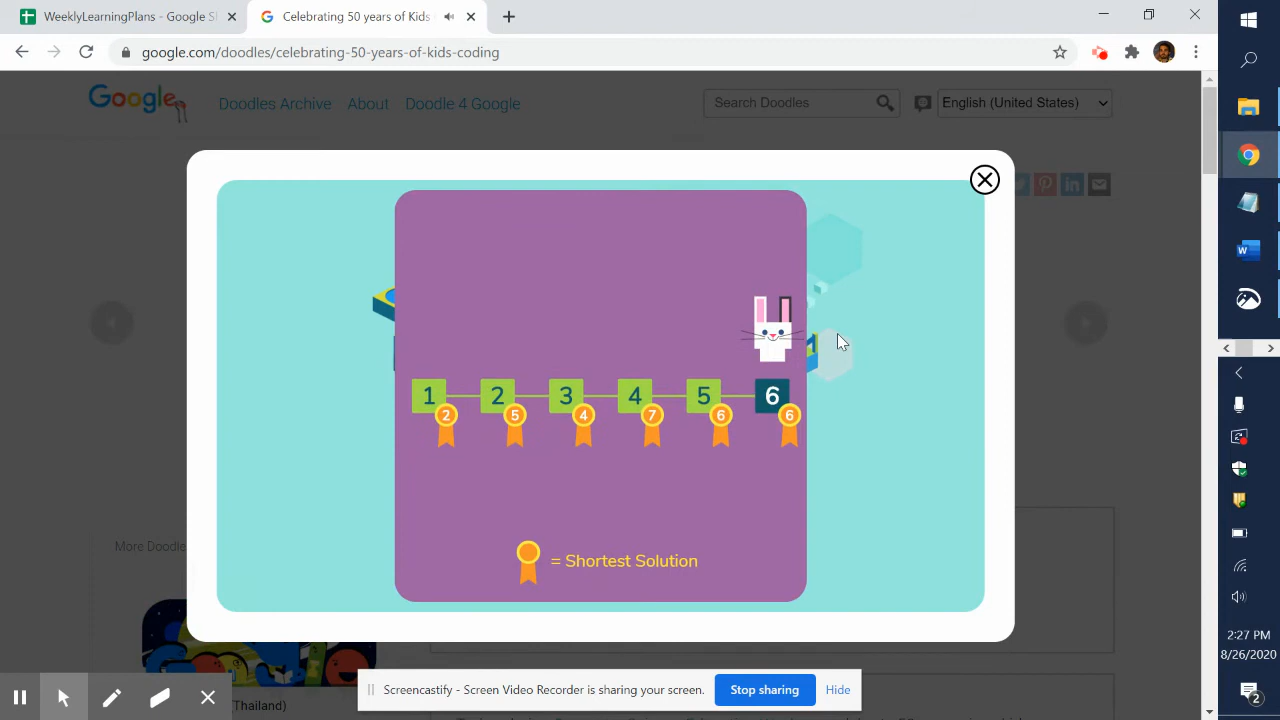 WeeklyLearningPlans - Google S
Celebrating 50 years of Kids
google.com/doodles/celebrating-50-years-of-kids-coding
Google
Doodles Archive
About
Doodle 4 Google
Search Doodles
English (United States)
1 2 3 4 5 6
2 5 4 7 6 6
= Shortest Solution
More Doodle
(Thailand)
Screencastify - Screen Video Recorder is sharing your screen.
Stop sharing
Hide
2:27 PM
8/26/2020
2